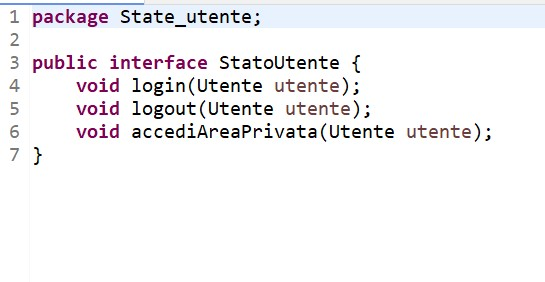 1 package State_utente;
2
3 public interface StatoUtente {
4     void login(Utente utente);
5     void logout(Utente utente);
6     void accediAreaPrivata(Utente utente);
7 }